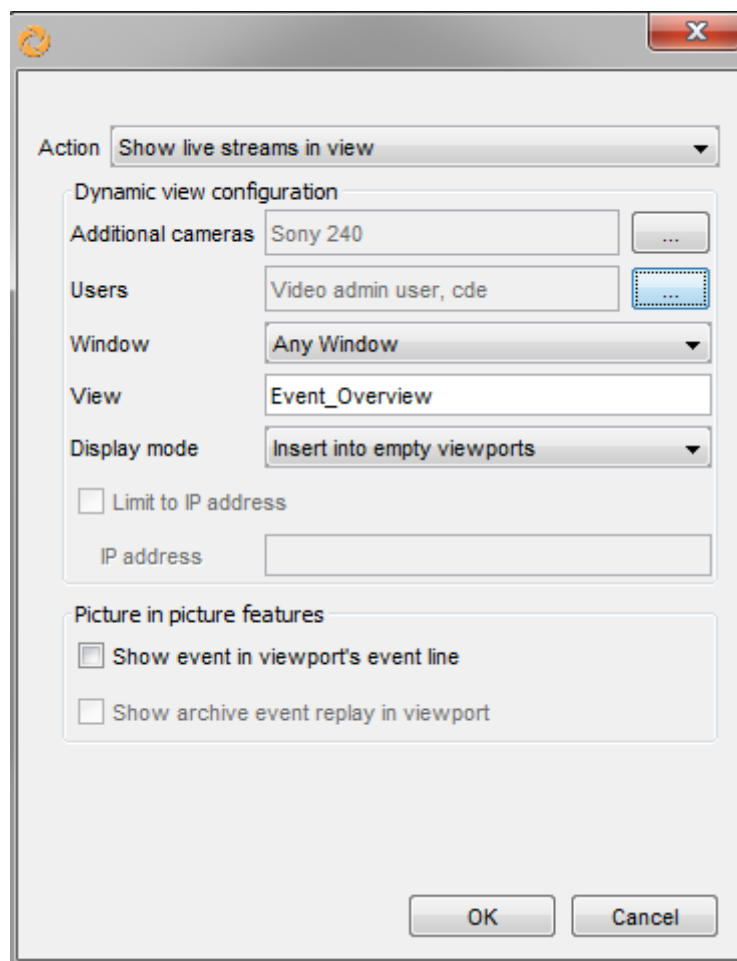 Action Show live streams in view
Dynamic view configuration
Additional cameras Sony 240 ...
Users Video admin user, cde ...
Window Any Window
View Event_Overview
Display mode Insert into empty viewports
Limit to IP address
IP address
Picture in picture features
Show event in viewport's event line
Show archive event replay in viewport
OK Cancel